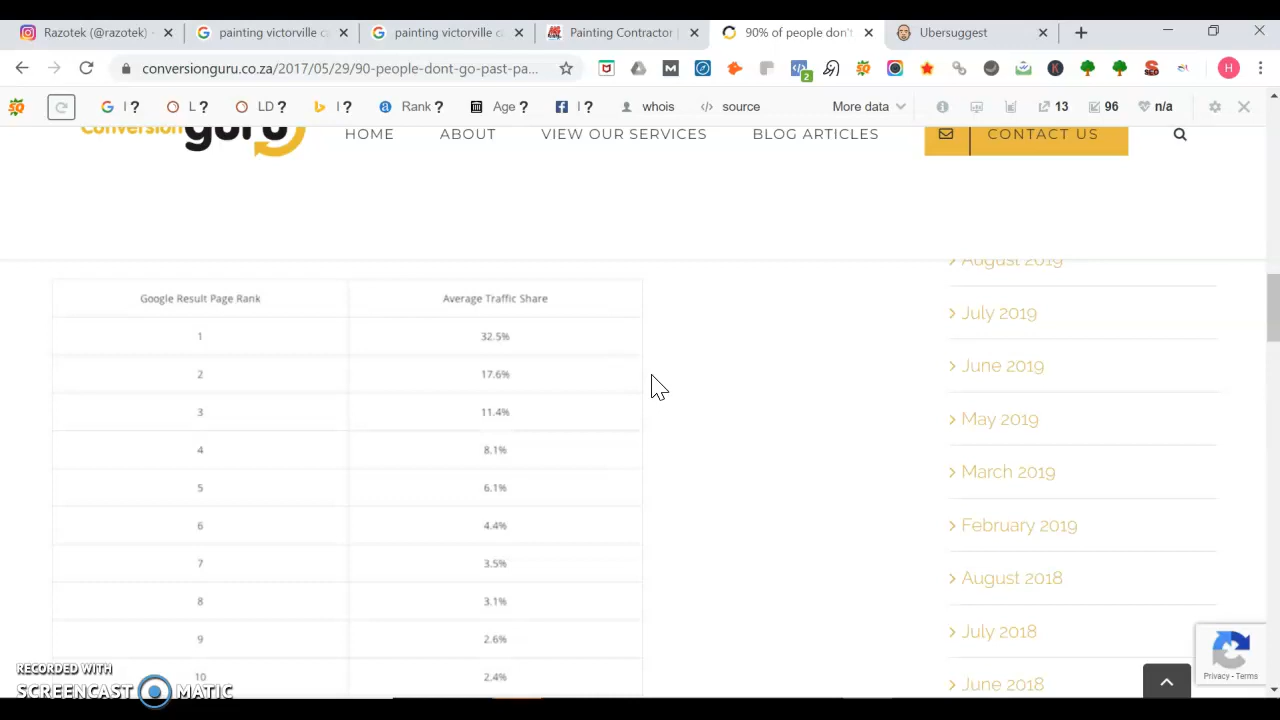 Razotek (@razotek) -
painting victorville c
painting victorville c
Painting Contractor
90% of people don't
Ubersuggest
conversionguru.co.za/2017/05/29/90-people-dont-go-past-pa...
2
H
I ?
L ?
LD ?
I ?
Rank ?
Age ?
I ?
whois
source
More data
13
96
n/a
Conversion guru
HOME
ABOUT
VIEW OUR SERVICES
BLOG ARTICLES
CONTACT US
August 2019
Google Result Page Rank Average Traffic Share
1 32.5%
2 17.6%
3 11.4%
4 8.1%
5 6.1%
6 4.4%
7 3.5%
8 3.1%
9 2.6%
10 2.4%
July 2019
June 2019
May 2019
March 2019
February 2019
August 2018
July 2018
June 2018
Privacy - Terms
RECORDED WITH
SCREENCAST MATIC